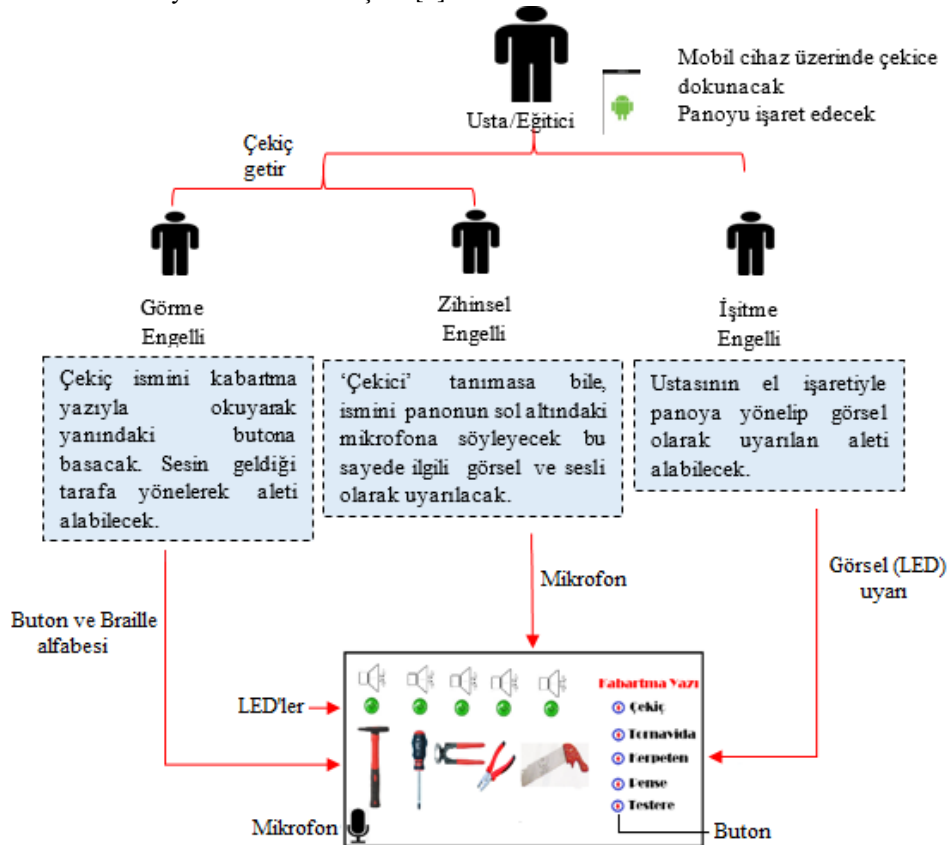 Mobil cihaz üzerinde çekice
dokunacak
Panoyu işaret edecek
Usta/Eğitici
Çekiç
getir
Görme
Engelli
Zihinsel
Engelli
İşitme
Engelli
Çekiç ismini kabartma
yazıyla okuyarak
yanındaki butona
basacak. Sesin geldiği
tarafa yönelerek aleti
alabilecek.
‘Çekici’ tanımasa bile,
ismini panonun sol altındaki
mikrofona söyleyecek bu
sayede ilgili görsel ve sesli
olarak uyarılacak.
Ustasının el işaretiyle
panoya yönelip görsel
olarak uyarılan aleti
alabilecek.
Buton ve Braille
alfabesi
Mikrofon
Görsel (LED)
uyarı
LED'ler
Kabartma Yazı
Çekiç
Tornavida
Kerpeten
Pense
Testere
Mikrofon
Buton